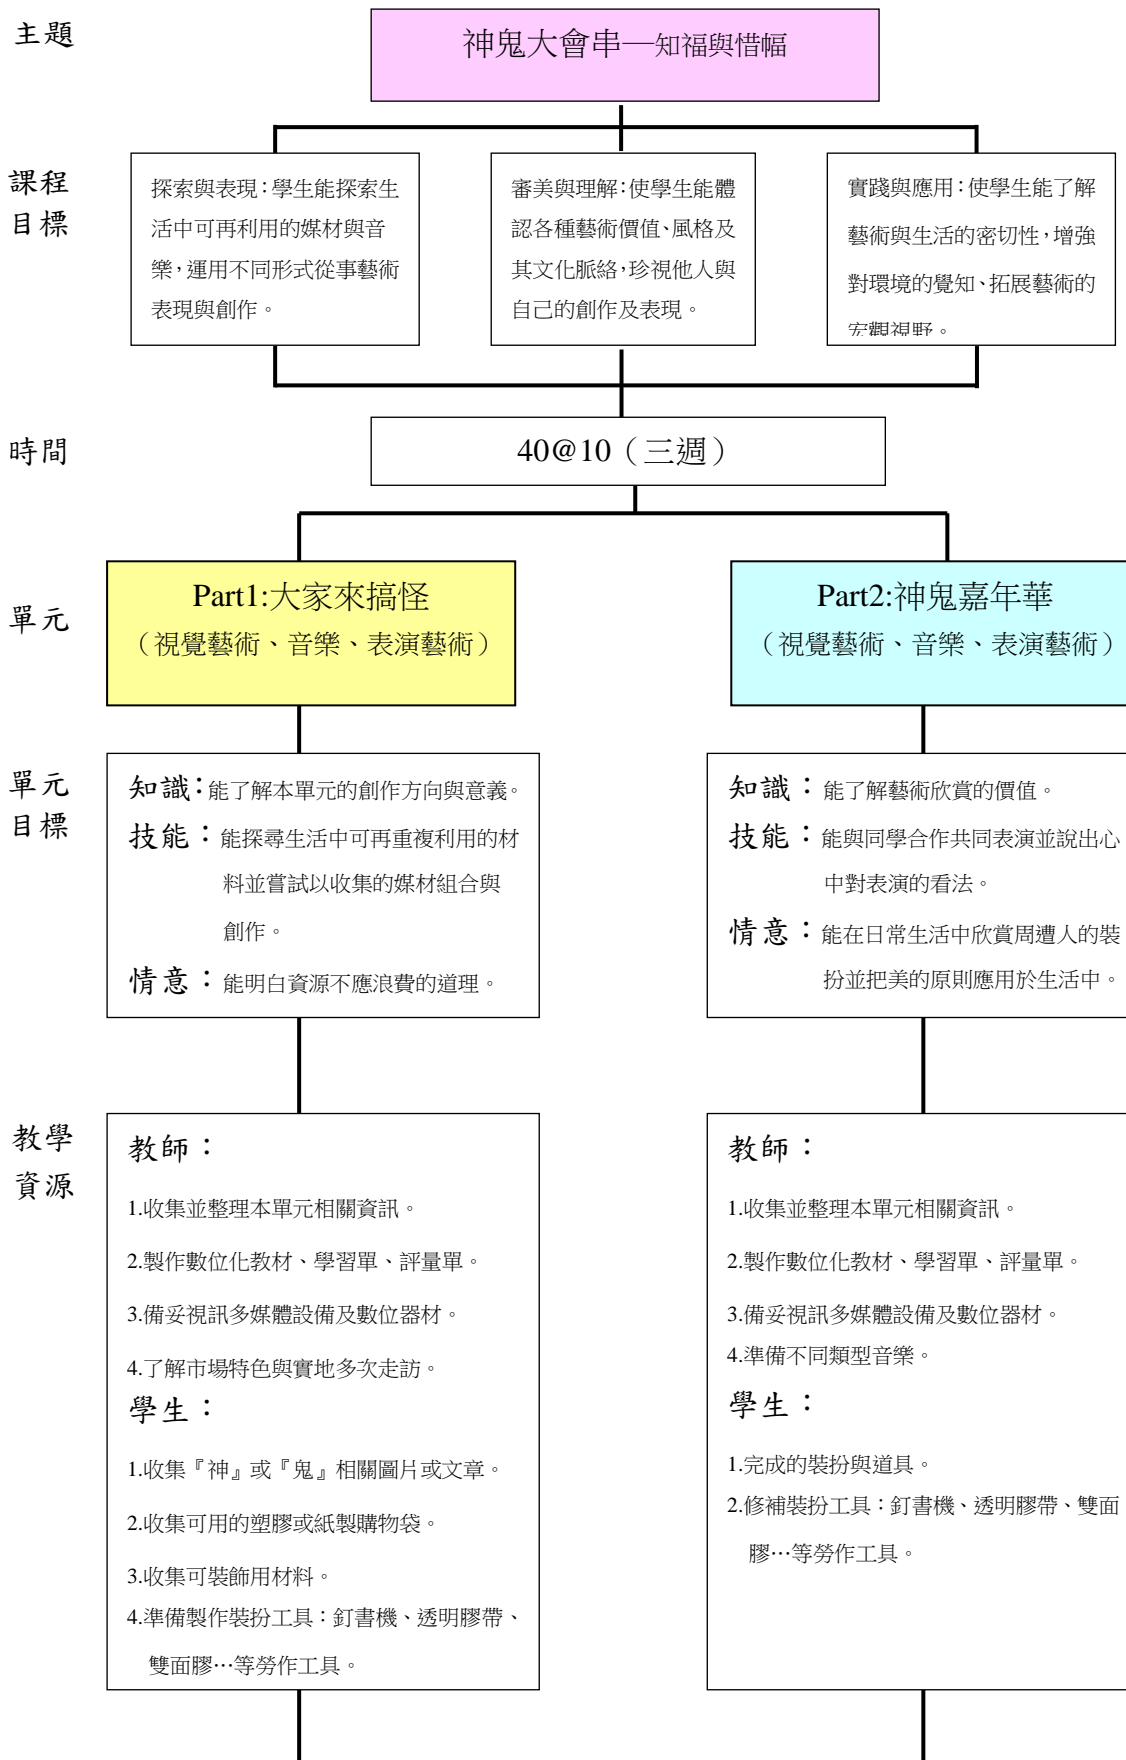 主題
神鬼大會串—知福與惜幅
課程
目標
探索與表現：學生能探索生
活中可再利用的媒材與音
樂，運用不同形式從事藝術
表現與創作。
審美與理解：使學生能體
認各種藝術價值、風格及
其文化脈絡，珍視他人與
自己的創作及表現。
實踐與應用：使學生能了解
藝術與生活的密切性，增強
對環境的覺知、拓展藝術的
宏觀視野。
時間
40@10（三週）
單元
Part1:大家來搞怪
（視覺藝術、音樂、表演藝術）
Part2:神鬼嘉年華
（視覺藝術、音樂、表演藝術）
單元
目標
知識：能了解本單元的創作方向與意義。
技能：能探尋生活中可再重複利用的材
料並嘗試以收集的媒材組合與
創作。
情意：能明白資源不應浪費的道理。
知識：能了解藝術欣賞的價值。
技能：能與同學合作共同表演並說出心
中對表演的看法。
情意：能在日常生活中欣賞周遭人的裝
扮並把美的原則應用於生活中。
教學
資源
教師：
1.收集並整理本單元相關資訊。
2.製作數位化教材、學習單、評量單。
3.備妥視訊多媒體設備及數位器材。
4.了解市場特色與實地多次走訪。
學生：
1.收集『神』或『鬼』相關圖片或文章。
2.收集可用的塑膠或紙製購物袋。
3.收集可裝飾用材料。
4.準備製作裝扮工具：釘書機、透明膠帶、
雙面膠…等勞作工具。
教師：
1.收集並整理本單元相關資訊。
2.製作數位化教材、學習單、評量單。
3.備妥視訊多媒體設備及數位器材。
4.準備不同類型音樂。
學生：
1.完成的裝扮與道具。
2.修補裝扮工具：釘書機、透明膠帶、雙面
膠…等勞作工具。